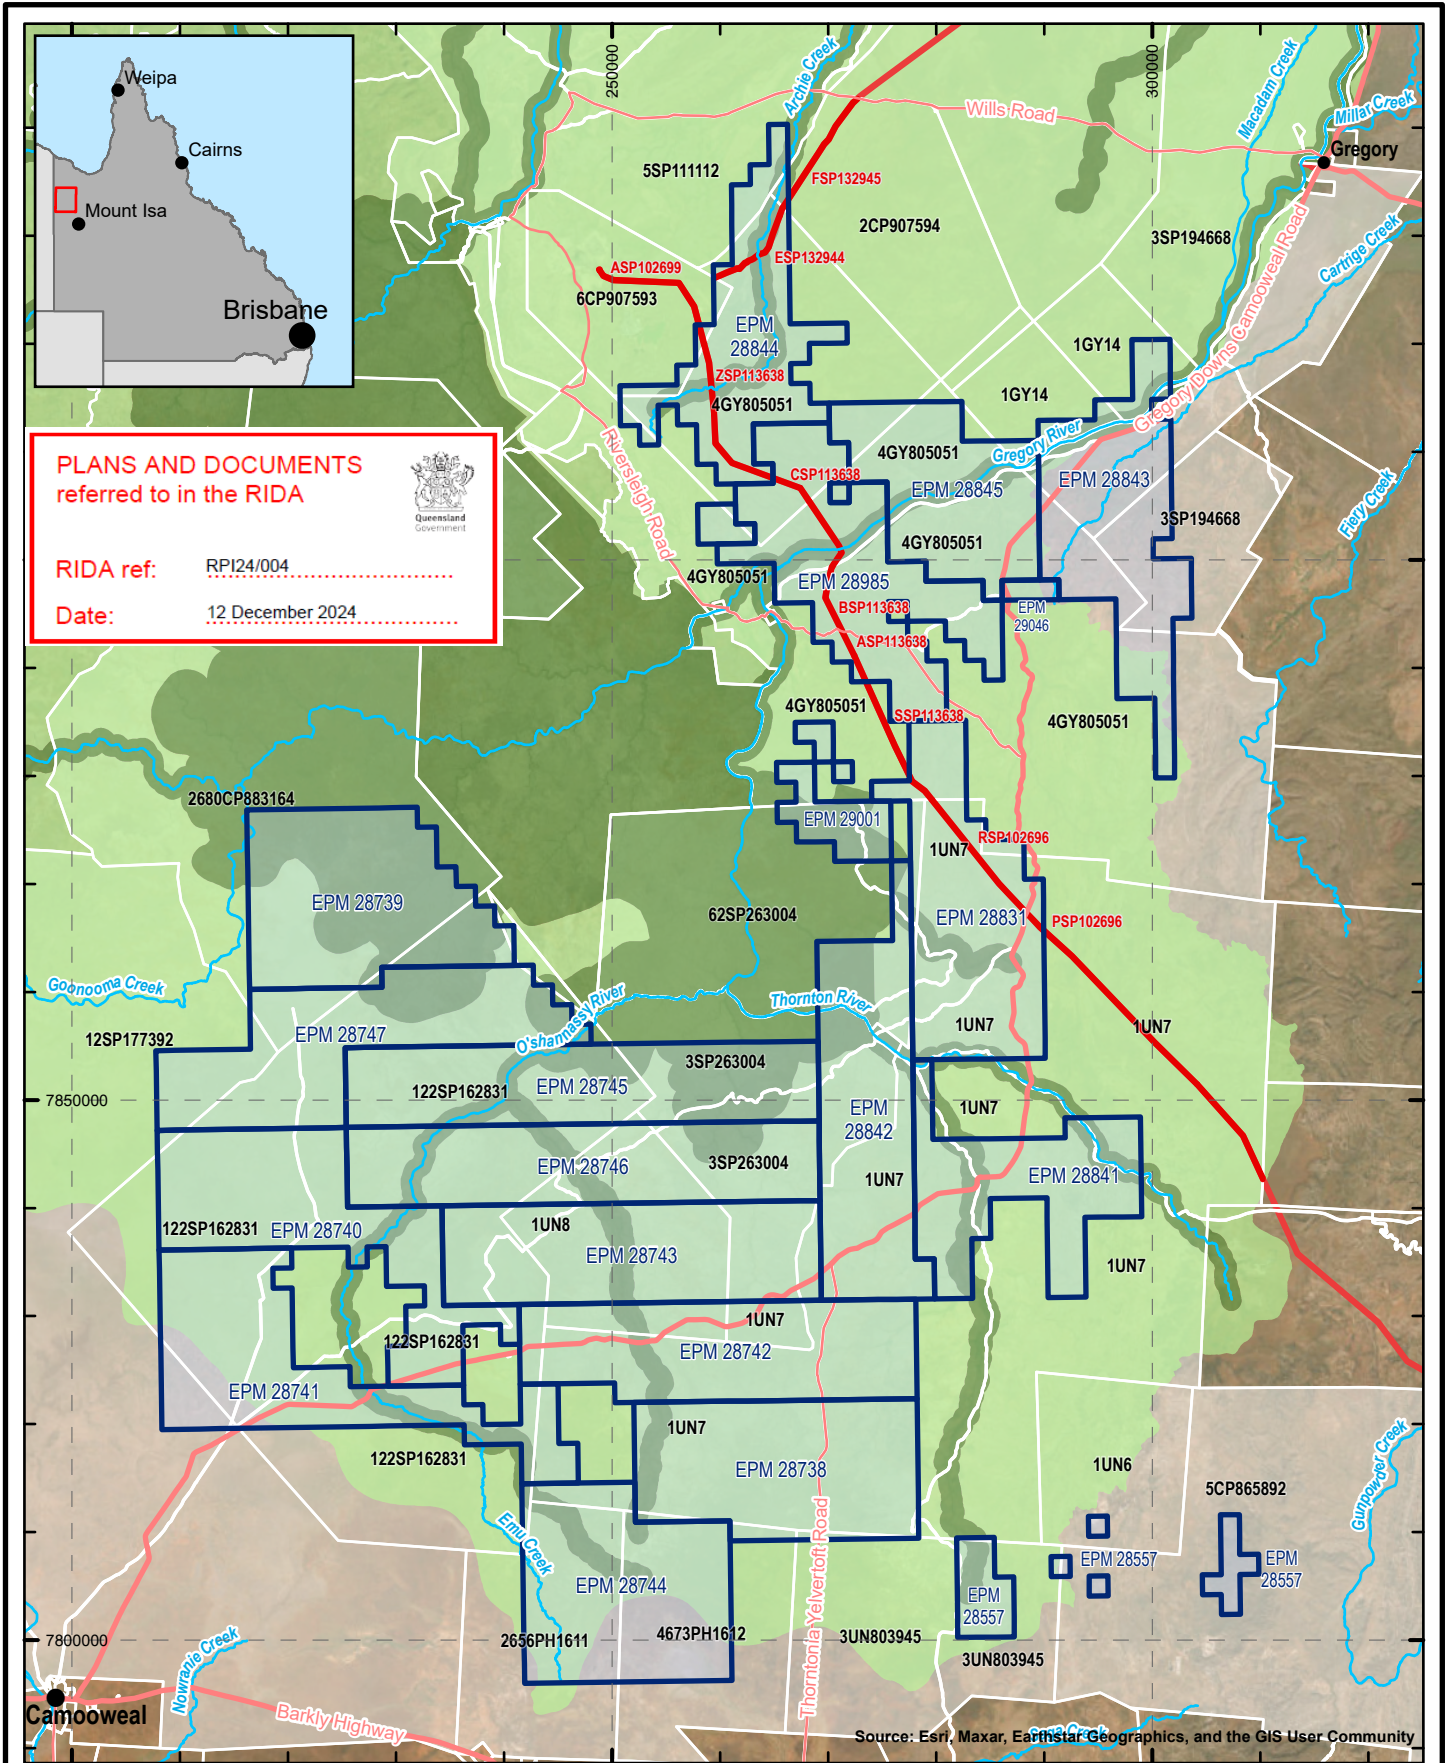 Weipa
Cairns
Mount Isa
Brisbane
250000
300000
Archie Creek
Wills Road
Macadam Creek
Millar Creek
Gregory
5SP111112
FSP132945
2CP907594
3SP194668
Cartrige Creek
ASP102699
ESP132944
6CP907593
Gregory Downs Camooweal Road
EPM
28844
1GY14
ZSP113638
1GY14
4GY805051
PLANS AND DOCUMENTS
referred to in the RIDA
Queensland
Government
RIDA ref: RPI24/004
Date: 12 December 2024
Riversleigh Road
Gregory River
4GY805051
CSP113638
EPM 28845
EPM 28843
3SP194668
Fiery Creek
4GY805051
4GY805051
EPM 28985
BSP113638
EPM
29046
ASP113638
4GY805051
SSP113638
4GY805051
2680CP883164
EPM 29001
RSP102696
1UN7
EPM 28739
62SP263004
EPM 28831
PSP102696
Goonooma Creek
O'shannassy River
Thornton River
12SP177392
EPM 28747
1UN7
1UN7
3SP263004
122SP162831
EPM 28745
7850000
EPM
28842
1UN7
EPM 28746
3SP263004
1UN7
EPM 28841
122SP162831
EPM 28740
1UN8
EPM 28743
1UN7
1UN7
122SP162831
EPM 28742
EPM 28741
1UN7
122SP162831
EPM 28738
1UN6
5CP865892
Gunpowder Creek
Emu Creek
Thorntonia Yelvertoft Road
EPM 28557
EPM
28557
EPM 28744
EPM
28557
7800000
2656PH1611
4673PH1612
3UN803945
3UN803945
Nowranie Creek
Camooweal
Barkly Highway
Source: Esri, Maxar, Earthstar Geographics, and the GIS User Community